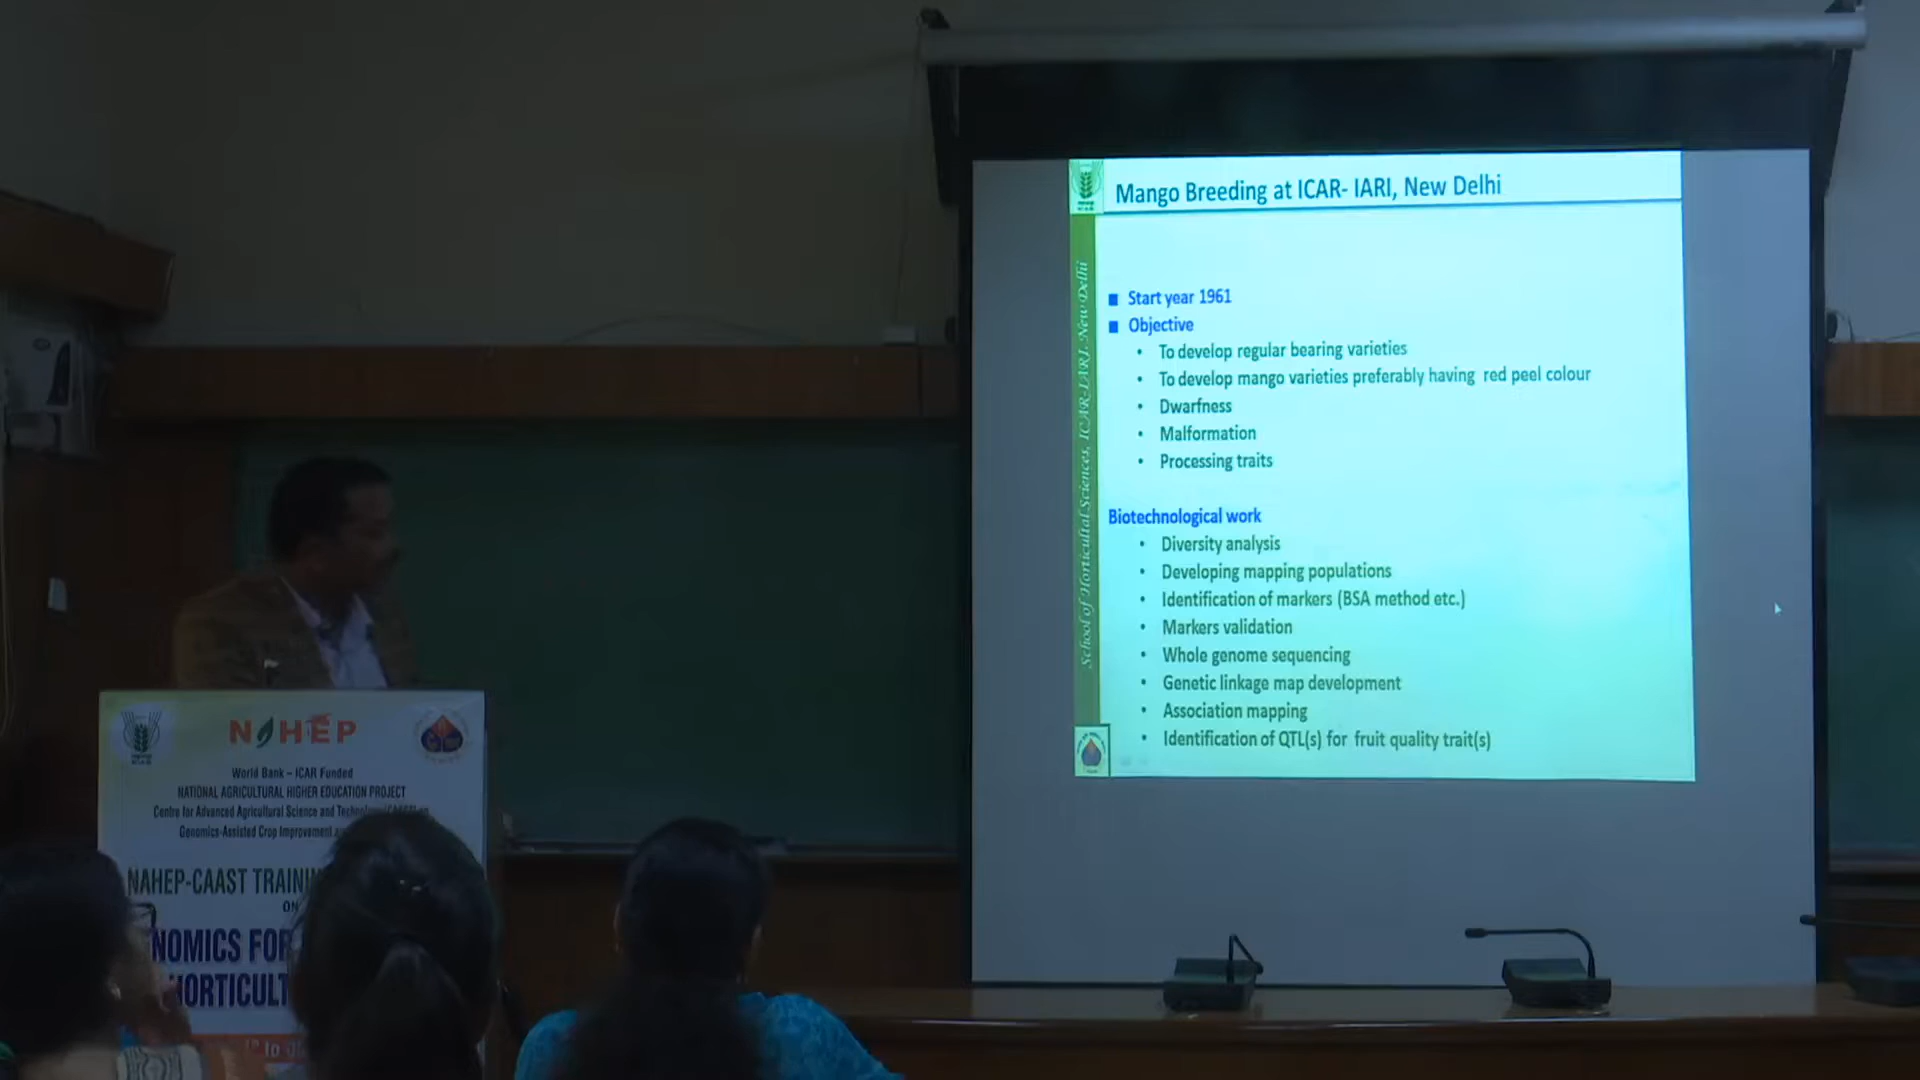 Mango Breeding at ICAR- IARI, New Delhi
Start year 1961
Objective
To develop regular bearing varieties
To develop mango varieties preferably having red peel colour
Dwarfness
Malformation
Processing traits
Biotechnological work
Diversity analysis
Developing mapping populations
Identification of markers (BSA method etc.)
Markers validation
Whole genome sequencing
Genetic linkage map development
Association mapping
Identification of QTL(s) for fruit quality trait(s)
School of Horticultural Sciences, ICAR-IARI, New Delhi
NAHEP
World Bank – ICAR Funded
NATIONAL AGRICULTURAL HIGHER EDUCATION PROJECT
Centre for Advanced Agricultural Science and
Genomics-Assisted Crop Improvement
NAHEP-CAAST
ON
FOR
to